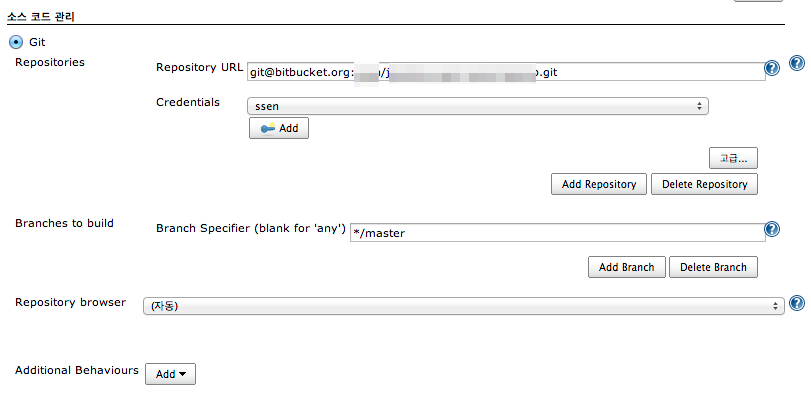 소스 코드 관리
Git
Repositories
Repository URL git@bitbucket.org: /j .git
Credentials ssen
Add
고급...
Add Repository Delete Repository
Branches to build
Branch Specifier (blank for 'any') */master
Add Branch Delete Branch
Repository browser (자동)
Additional Behaviours Add